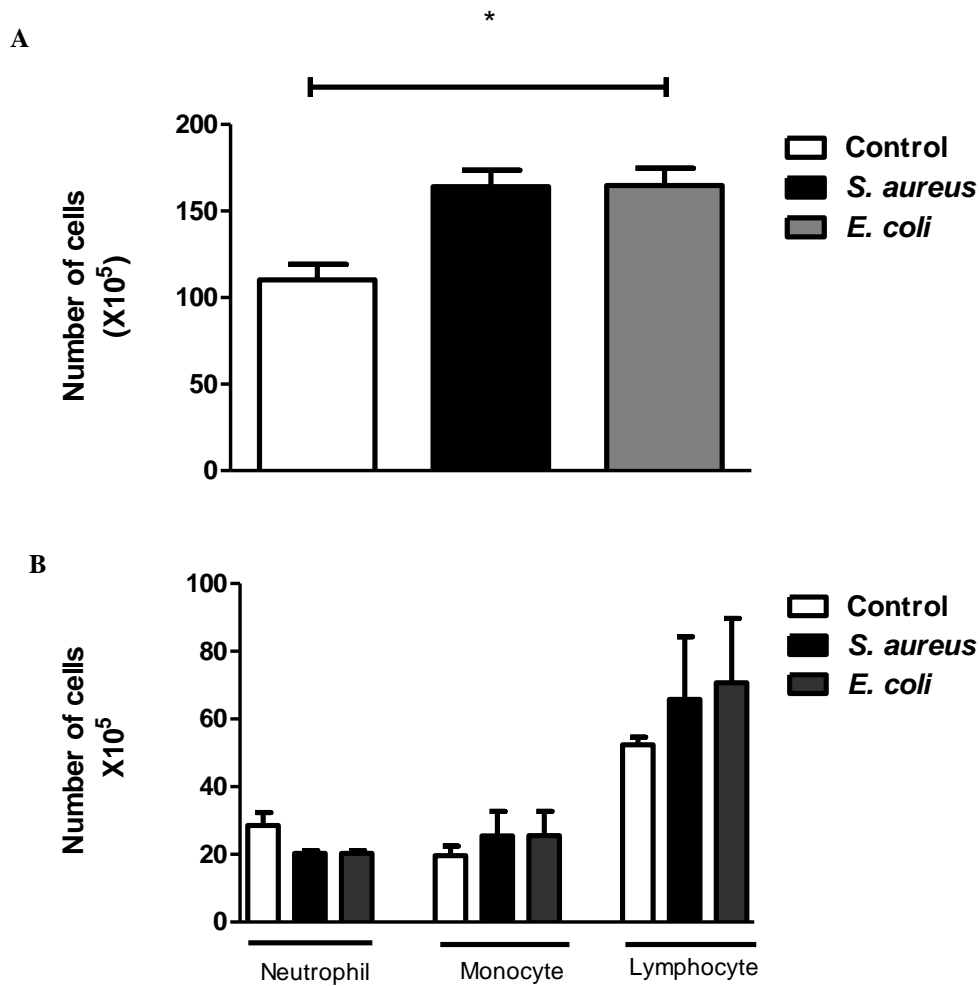 *
A
Number of cells
(X10⁵)
200
150
100
50
0
Control
S. aureus
E. coli
B
Number of cells
X10⁵
100
80
60
40
20
0
Control
S. aureus
E. coli
Neutrophil Monocyte Lymphocyte